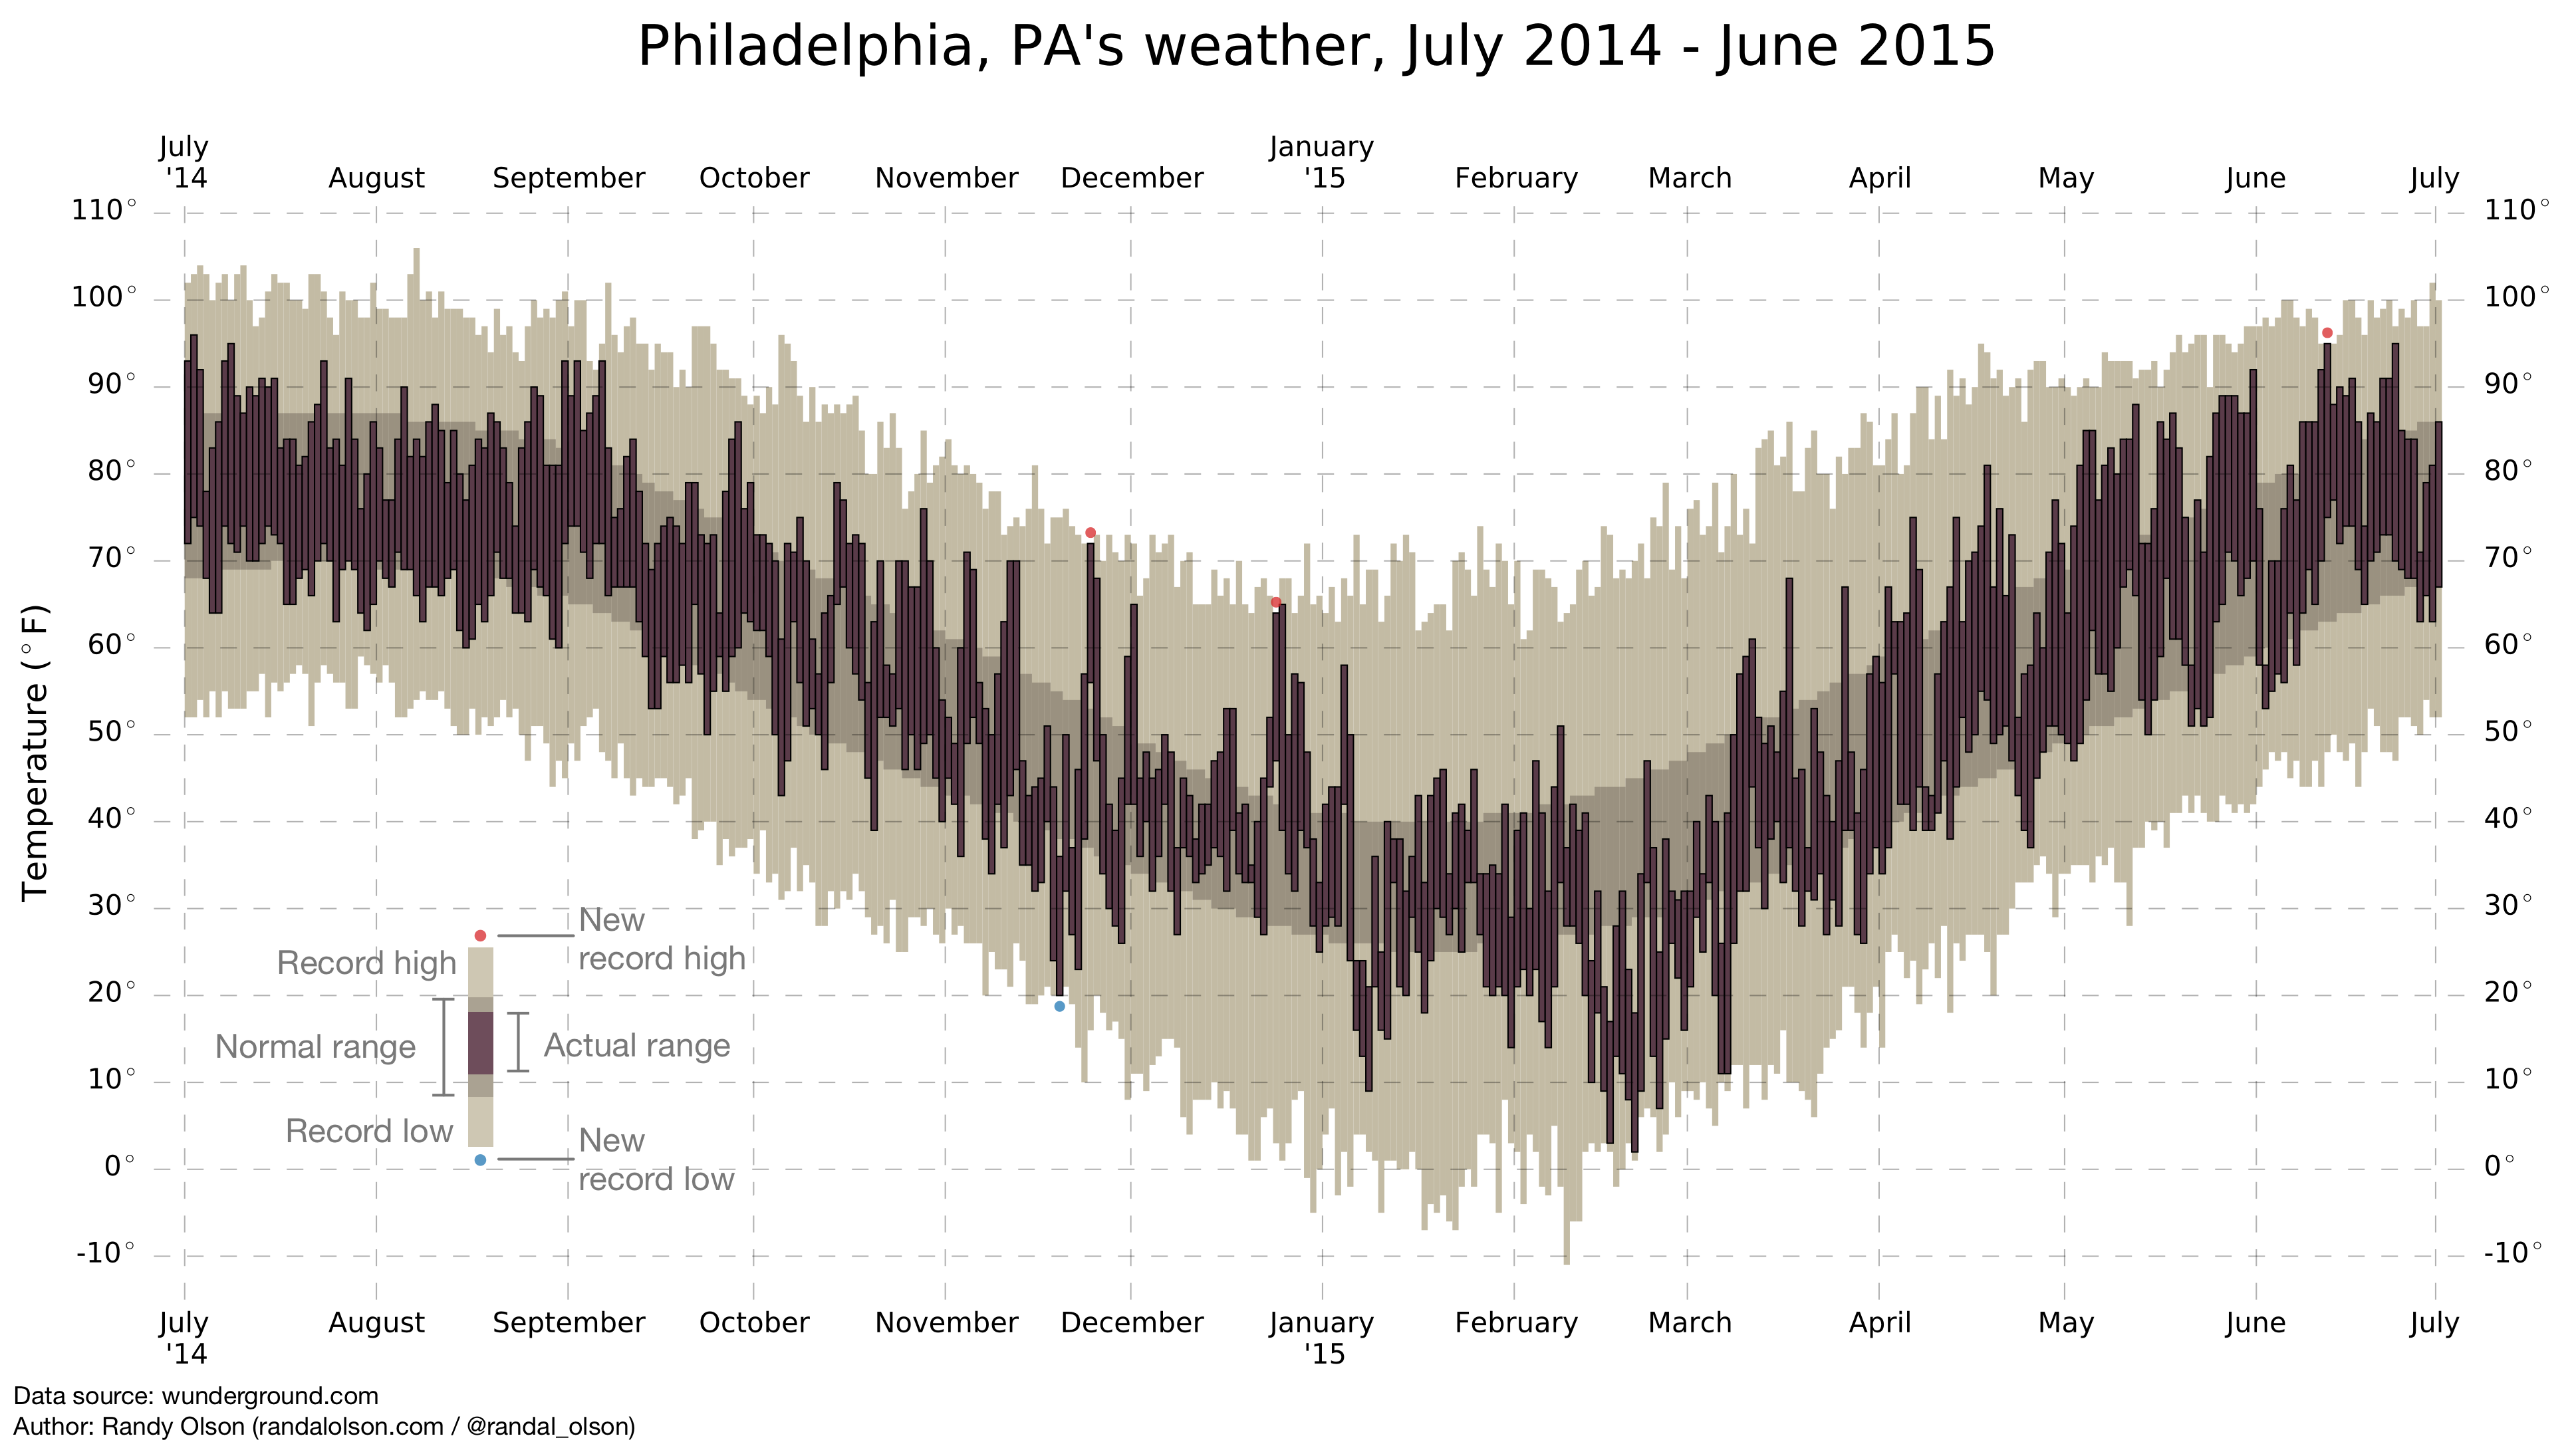 Philadelphia, PA's weather, July 2014 - June 2015
July
'14
August
September
October
November
December
January
'15
February
March
April
May
June
July
110°
110°
100°
100°
90°
90°
80°
80°
70°
70°
60°
60°
50°
50°
40°
40°
30°
30°
20°
20°
10°
10°
0°
0°
-10°
-10°
Temperature (°F)
New
record high
Record high
Normal range
Actual range
Record low
New
record low
July
'14
August
September
October
November
December
January
'15
February
March
April
May
June
July
Data source: wunderground.com
Author: Randy Olson (randalolson.com / @randal_olson)